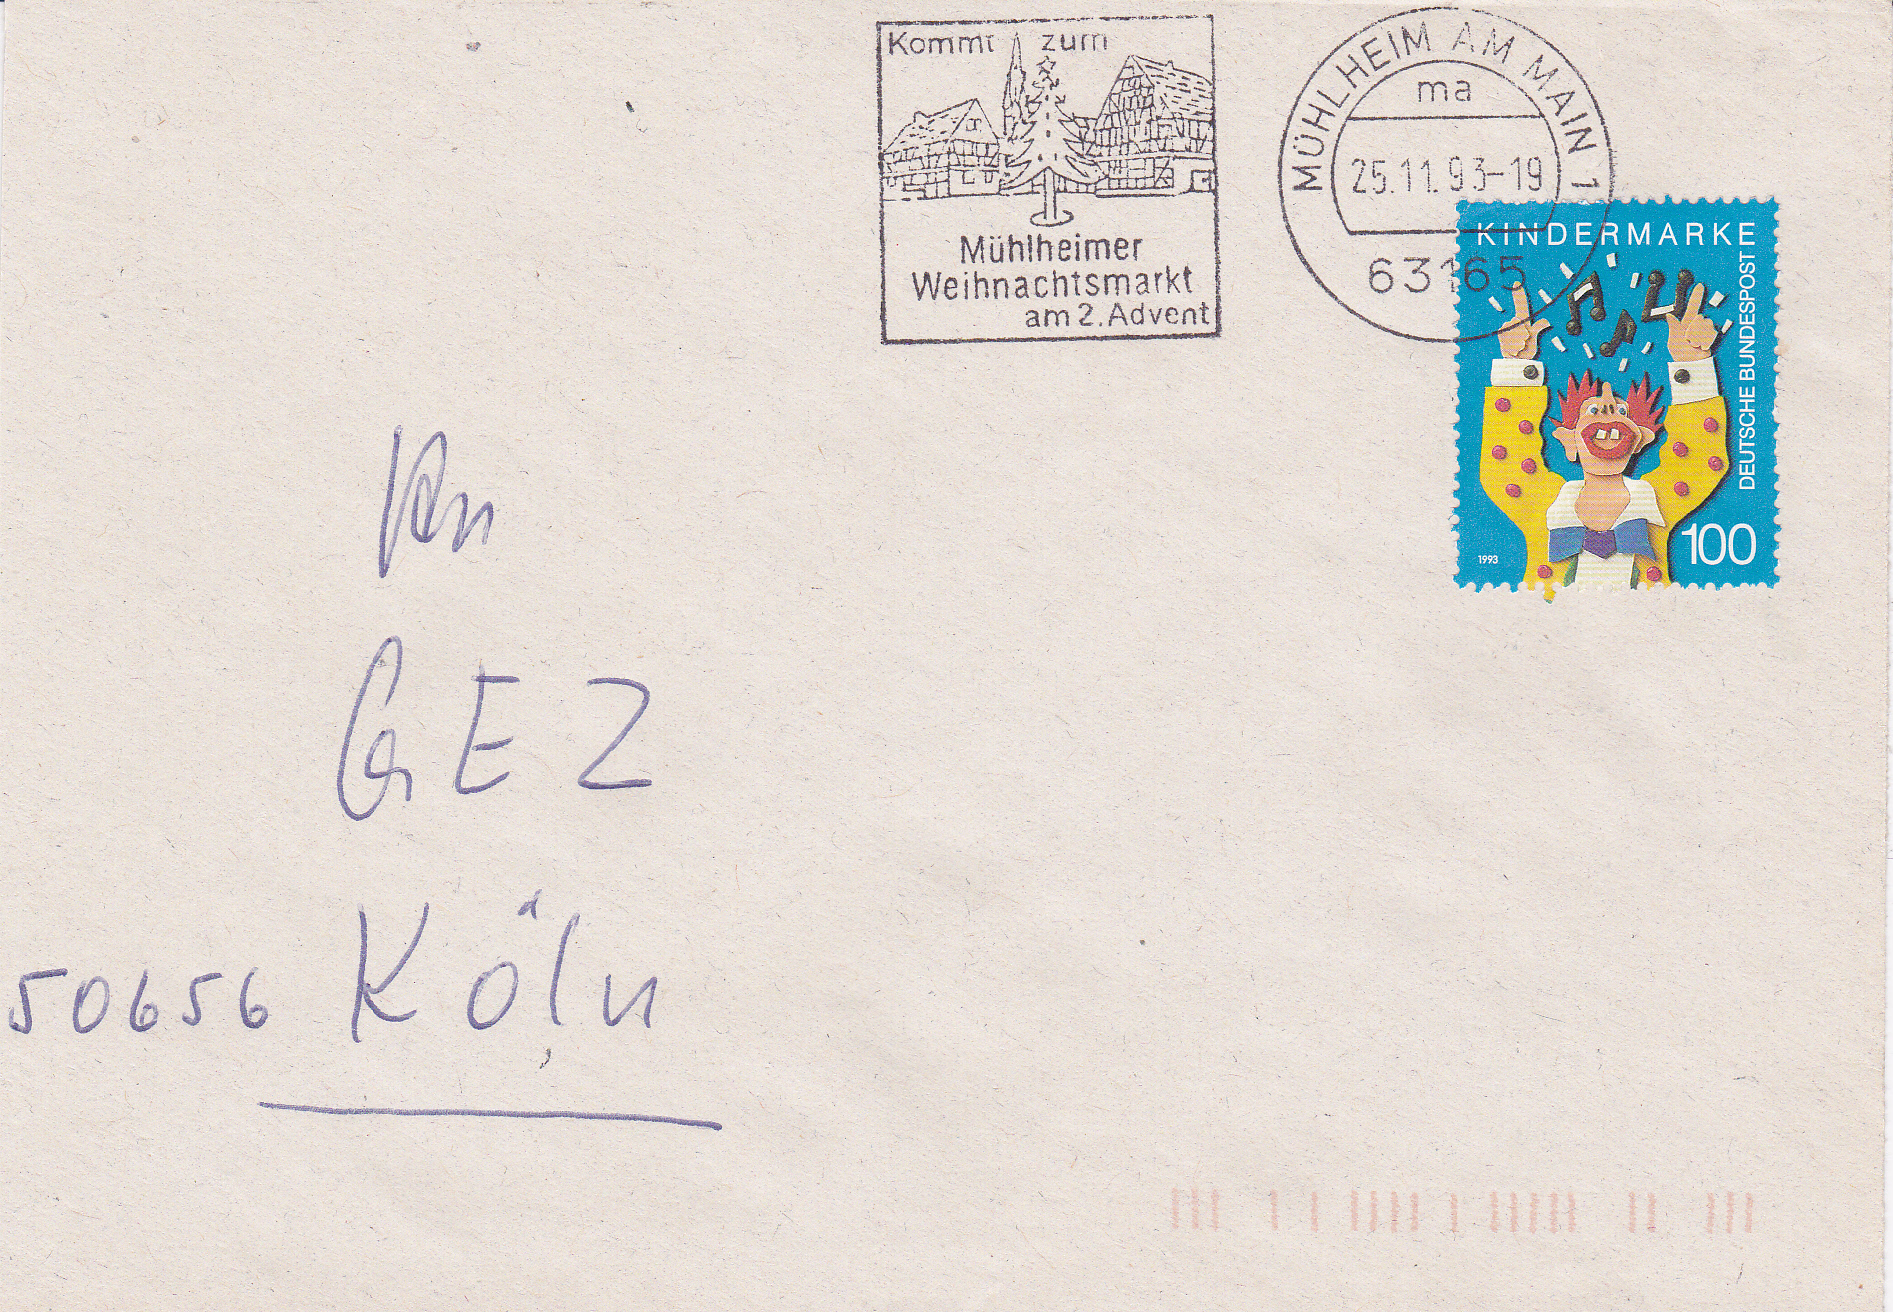 Kommt zum
Mühlheimer
Weihnachtsmarkt
am 2. Advent
MÜHLHEIM AM MAIN 1
ma
25.11.93-19
63165
KINDERMARKE
DEUTSCHE BUNDESPOST
1993
100
An
GEZ
50656 Köln